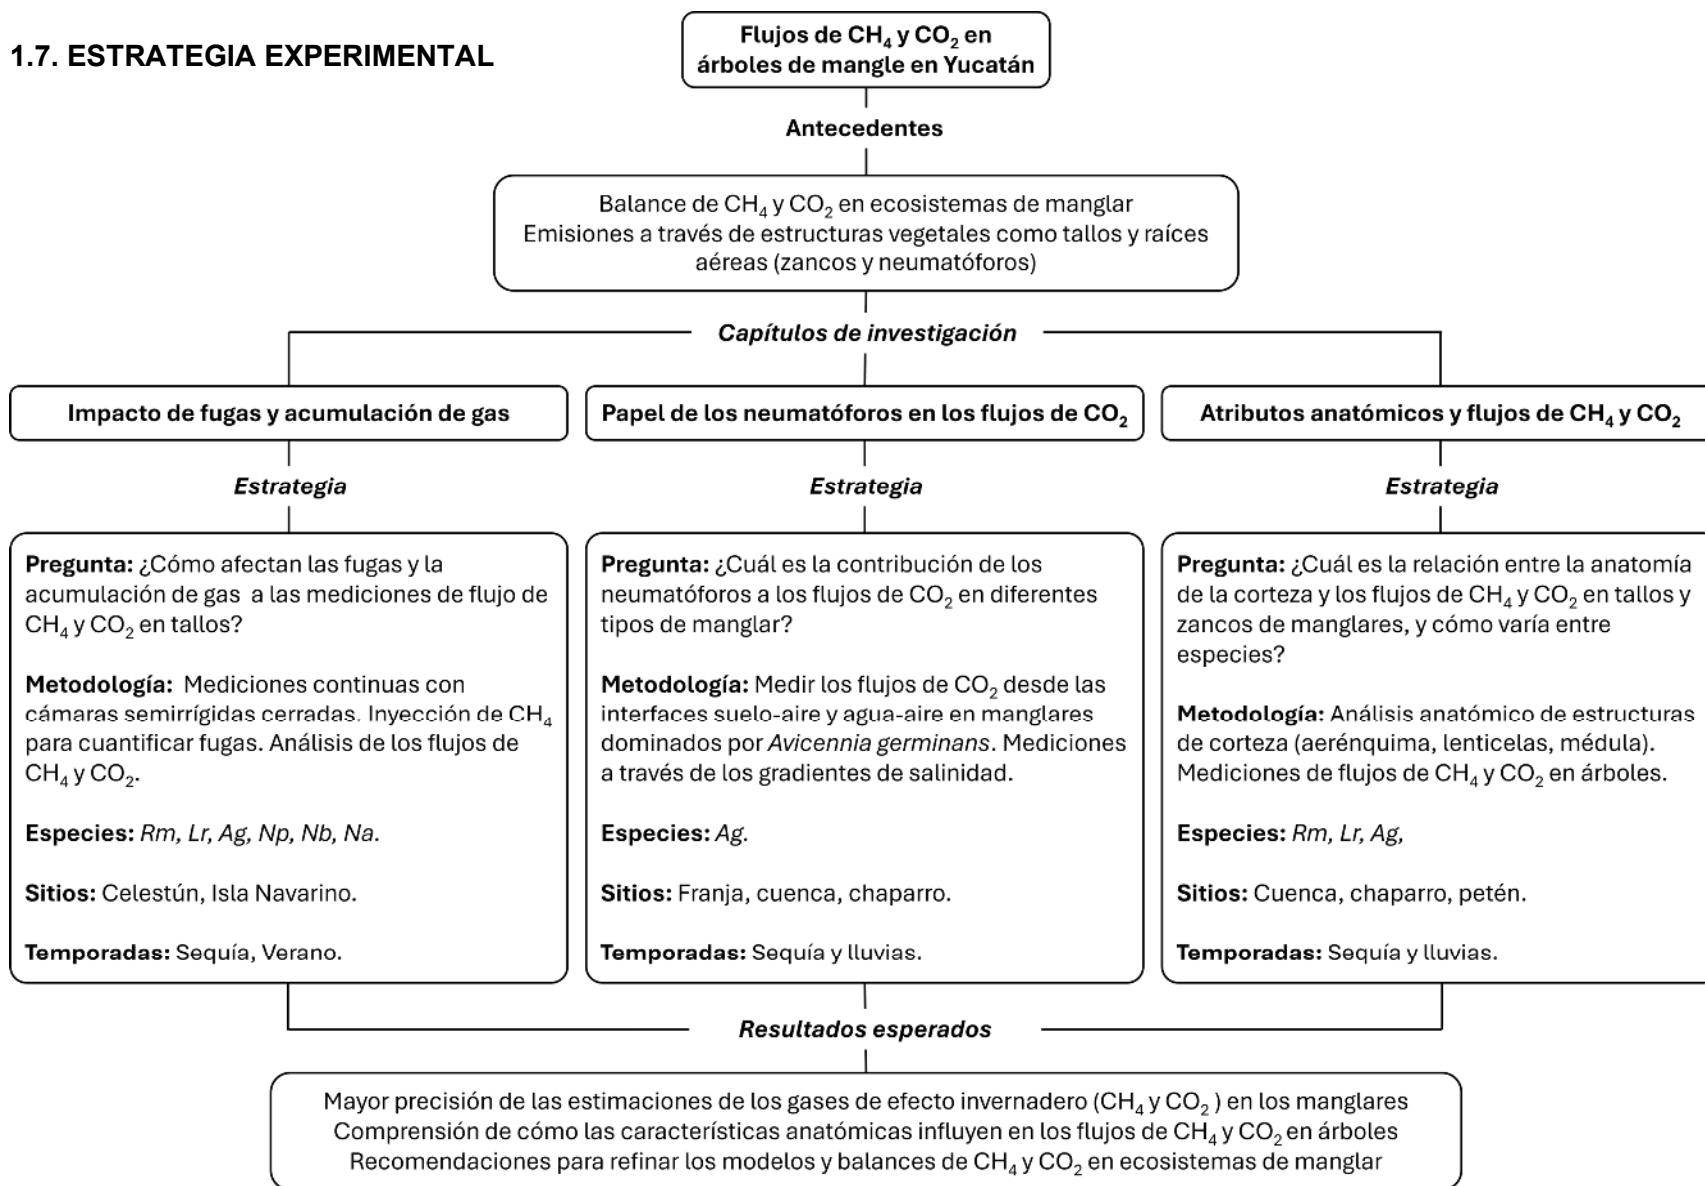 1.7. ESTRATEGIA EXPERIMENTAL
Flujos de CH₄ y CO₂ en
árboles de mangle en Yucatán
Antecedentes
Balance de CH₄ y CO₂ en ecosistemas de manglar
Emisiones a través de estructuras vegetales como tallos y raíces
aéreas (zancos y neumatóforos)
Capítulos de investigación
Impacto de fugas y acumulación de gas
Estrategia
Pregunta: ¿Cómo afectan las fugas y la
acumulación de gas a las mediciones de flujo de
CH₄ y CO₂ en tallos?
Metodología: Mediciones continuas con
cámaras semirrígidas cerradas. Inyección de CH₄
para cuantificar fugas. Análisis de los flujos de
CH₄ y CO₂.
Especies: Rm, Lr, Ag, Np, Nb, Na.
Sitios: Celestún, Isla Navarino.
Temporadas: Sequía, Verano.
Papel de los neumatóforos en los flujos de CO₂
Estrategia
Pregunta: ¿Cuál es la contribución de los
neumatóforos a los flujos de CO₂ en diferentes
tipos de manglar?
Metodología: Medir los flujos de CO₂ desde las
interfaces suelo-aire y agua-aire en manglares
dominados por Avicennia germinans. Mediciones
a través de los gradientes de salinidad.
Especies: Ag.
Sitios: Franja, cuenca, chaparro.
Temporadas: Sequía y lluvias.
Atributos anatómicos y flujos de CH₄ y CO₂
Estrategia
Pregunta: ¿Cuál es la relación entre la anatomía
de la corteza y los flujos de CH₄ y CO₂ en tallos y
zancos de manglares, y cómo varía entre
especies?
Metodología: Análisis anatómico de estructuras
de corteza (aerénquima, lenticelas, médula).
Mediciones de flujos de CH₄ y CO₂ en árboles.
Especies: Rm, Lr, Ag,
Sitios: Cuenca, chaparro, petén.
Temporadas: Sequía y lluvias.
Resultados esperados
Mayor precisión de las estimaciones de los gases de efecto invernadero (CH₄ y CO₂ ) en los manglares
Comprensión de cómo las características anatómicas influyen en los flujos de CH₄ y CO₂ en árboles
Recomendaciones para refinar los modelos y balances de CH₄ y CO₂ en ecosistemas de manglar